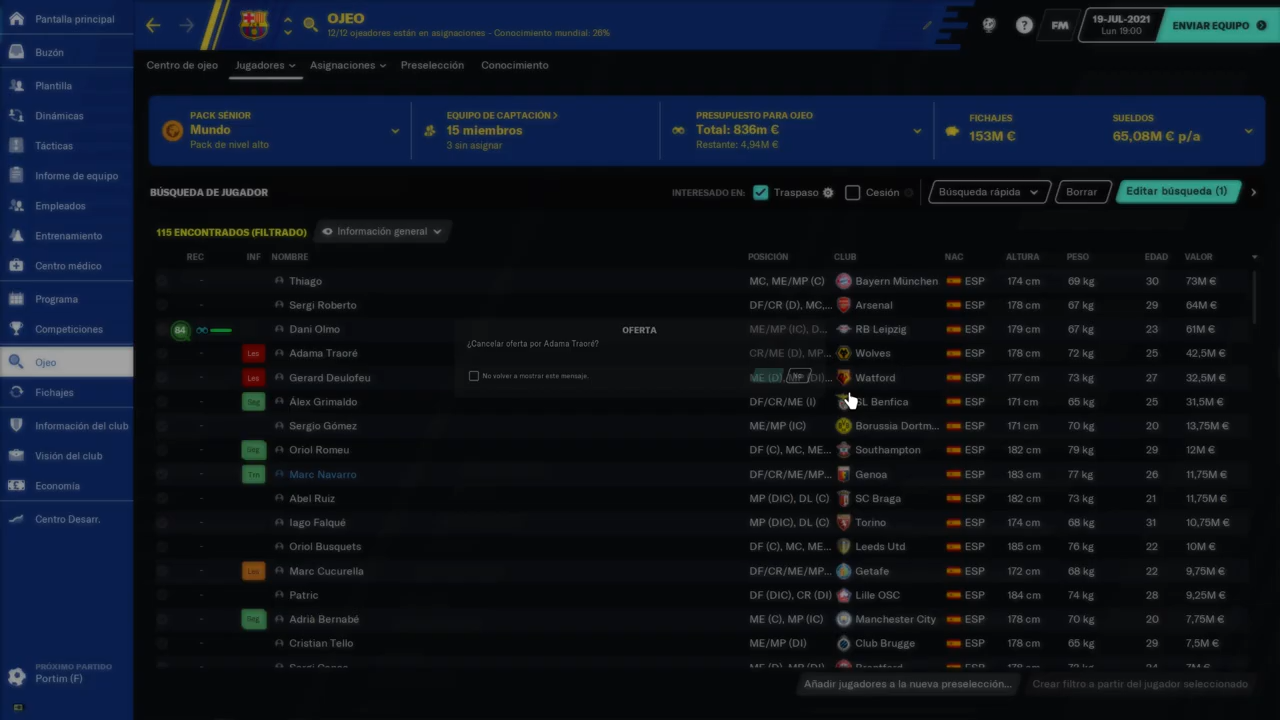 Pantalla principal
Buzón
Plantilla
Dinámicas
Tácticas
Informe de equipo
Empleados
Entrenamiento
Centro médico
Programa
Competiciones
Ojeo
Fichajes
Información del club
Visión del club
Economía
Centro Desarr.
PRÓXIMO PARTIDO
Portim (F)
OJEO
12/12 ojeadores están en asignaciones - Conocimiento mundial: 26%
FM
19-JUL-2021
Lun 19:00
ENVIAR EQUIPO
Centro de ojeo Jugadores Asignaciones Preselección Conocimiento
PACK SÉNIOR
Mundo
Pack de nivel alto
EQUIPO DE CAPTACIÓN >
15 miembros
3 sin asignar
PRESUPUESTO PARA OJEO
Total: 836m €
Restante: 4,94M €
FICHAJES
153M €
SUELDOS
65,08M € p/a
BÚSQUEDA DE JUGADOR INTERESADO EN: Traspaso Cesión Búsqueda rápida Borrar Editar búsqueda (1)
115 ENCONTRADOS (FILTRADO) Información general
REC INF NOMBRE POSICIÓN CLUB NAC ALTURA PESO EDAD VALOR
- Thiago MC, ME/MP (C) Bayern München ESP 174 cm 69 kg 30 73M €
- Sergi Roberto DF/CR (D), MC,... Arsenal ESP 178 cm 67 kg 29 64M €
84 Dani Olmo ME/MP (IC), D... RB Leipzig ESP 179 cm 67 kg 23 61M €
- Les Adama Traoré CR/ME (D), MP... Wolves ESP 178 cm 72 kg 25 42,5M €
- Les Gerard Deulofeu ME (D), Watford ESP 177 cm 73 kg 27 32,5M €
- Seg Álex Grimaldo DF/CR/ME (I) SL Benfica ESP 171 cm 65 kg 25 31,5M €
- Sergio Gómez ME/MP (IC) Borussia Dortm... ESP 171 cm 70 kg 20 13,75M €
- Seg Oriol Romeu DF (C), MC, ME... Southampton ESP 182 cm 79 kg 29 12M €
- Txn Marc Navarro DF/CR/ME/MP... Genoa ESP 183 cm 77 kg 26 11,75M €
- Abel Ruiz MP (DIC), DL (C) SC Braga ESP 182 cm 73 kg 21 11,75M €
- Iago Falqué MP (DIC), DL (C) Torino ESP 174 cm 68 kg 31 10,75M €
- Oriol Busquets DF (C), MC, ME... Leeds Utd ESP 185 cm 76 kg 22 10M €
- Les Marc Cucurella DF/CR/ME/MP... Getafe ESP 172 cm 68 kg 22 9,75M €
- Patric DF (DIC), CR (DI) Lille OSC ESP 184 cm 74 kg 28 9,25M €
- Seg Adrià Bernabé ME (C), MP (IC) Manchester City ESP 178 cm 70 kg 20 7,75M €
- Cristian Tello ME/MP (DI) Club Brugge ESP 178 cm 65 kg 29 7,5M €
OFERTA
¿Cancelar oferta por Adama Traoré?
No volver a mostrar este mensaje.
Añadir jugadores a la nueva preselección... Crear filtro a partir del jugador seleccionado